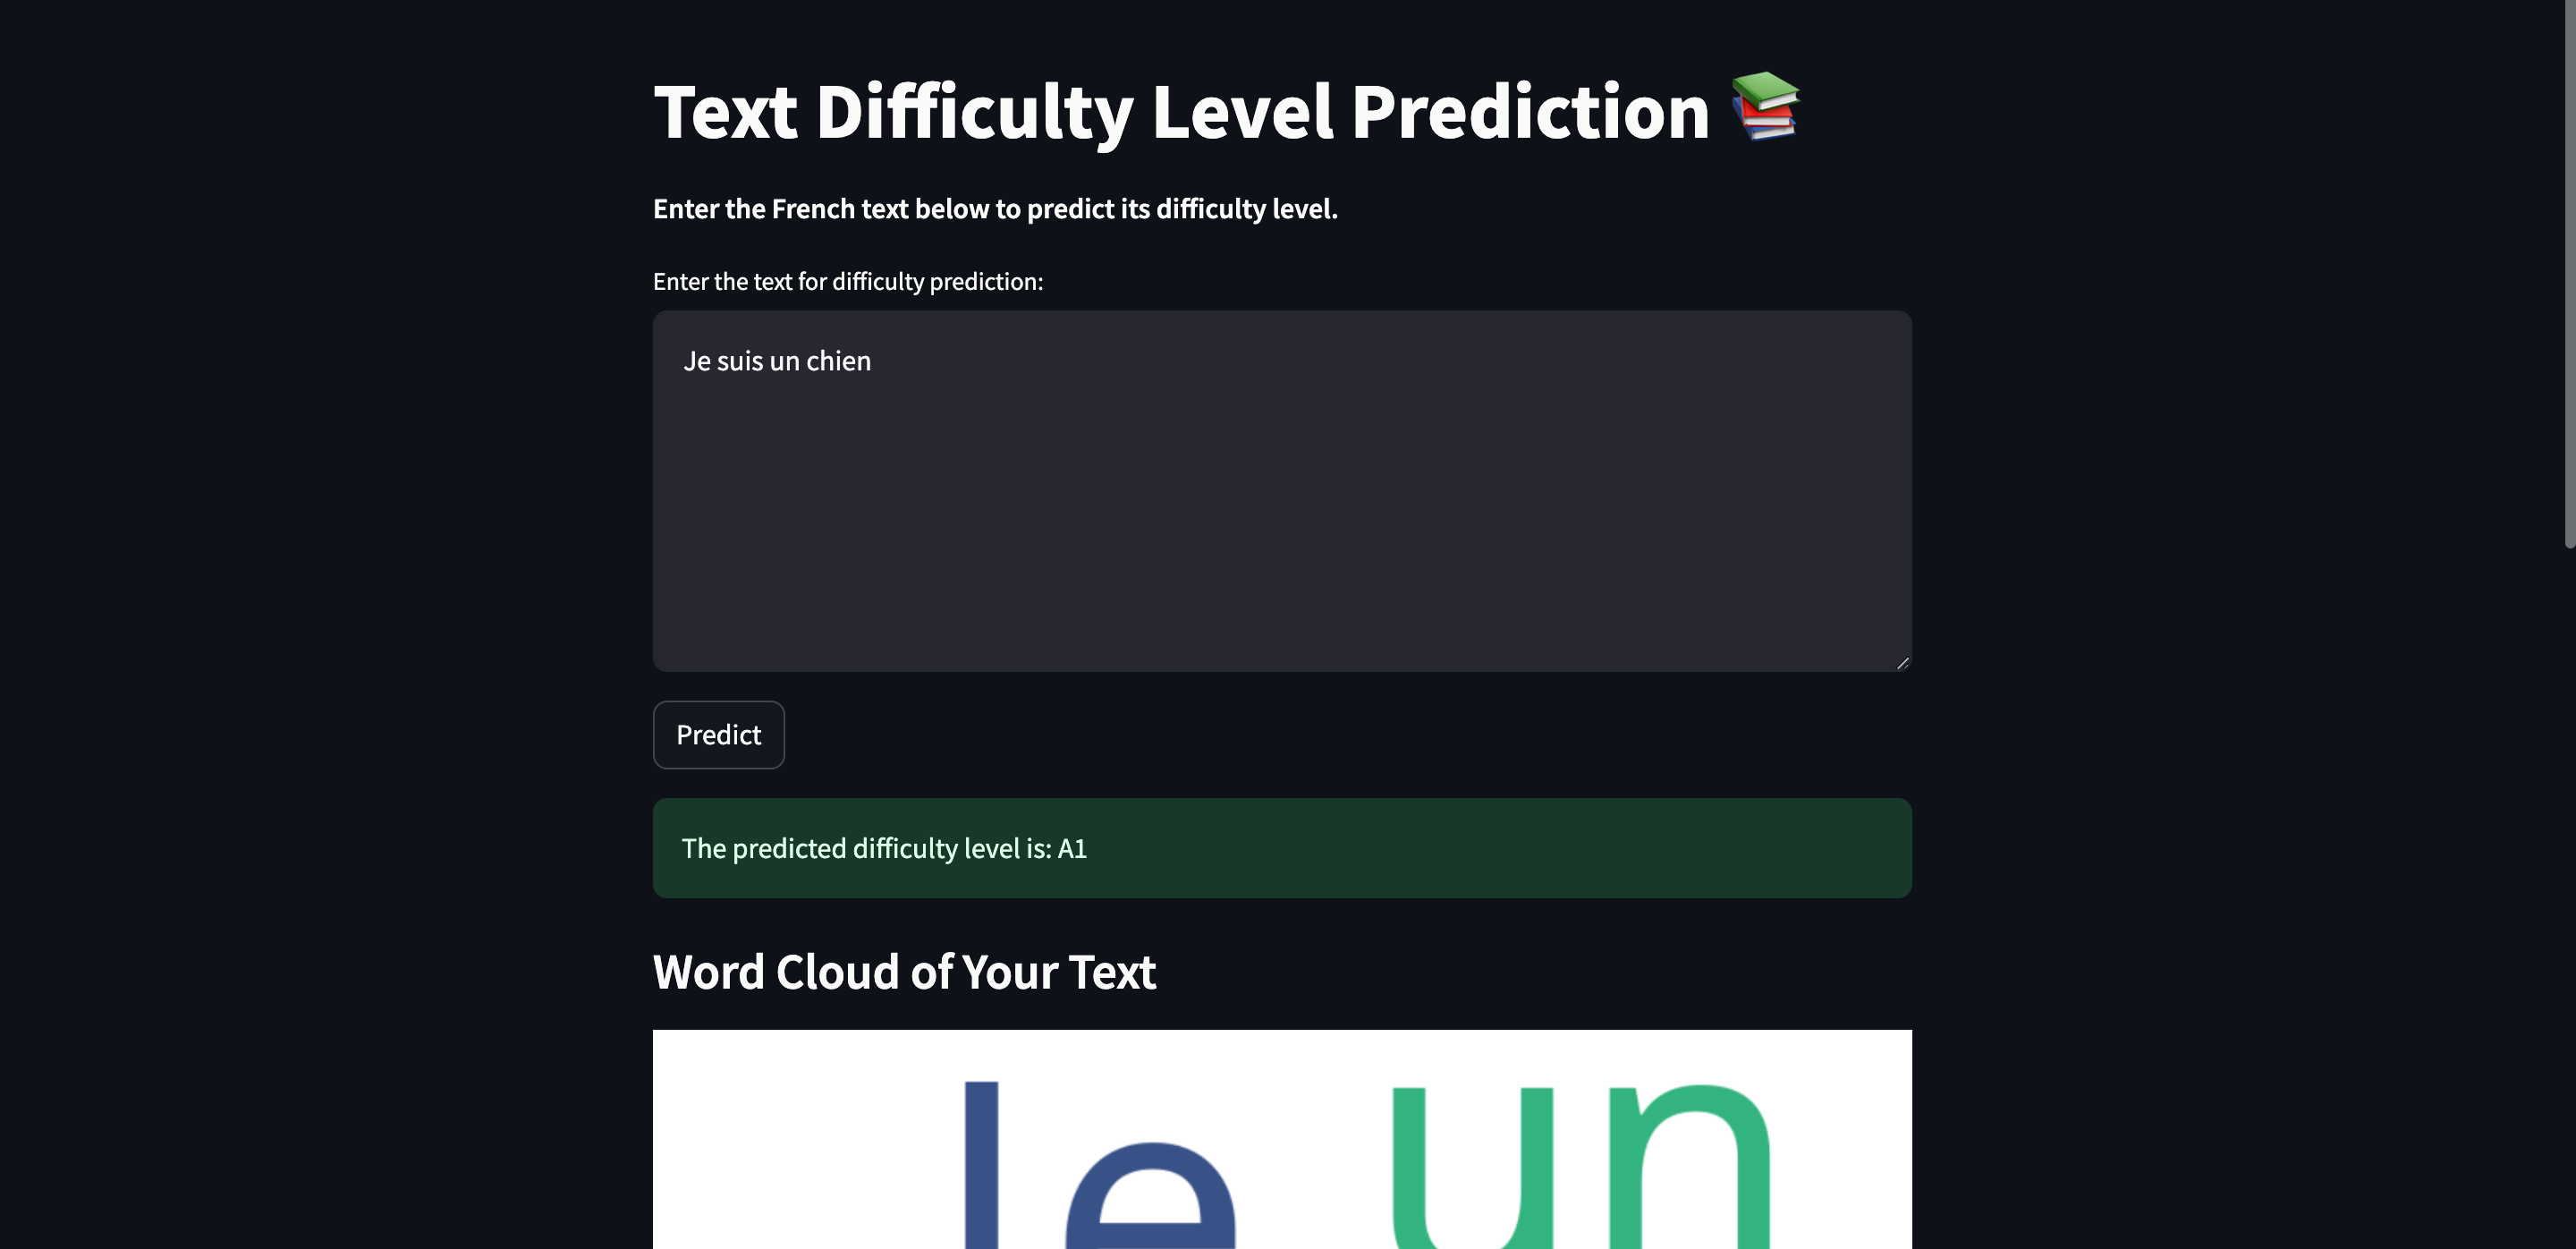 Text Difficulty Level Prediction 📚
Enter the French text below to predict its difficulty level.
Enter the text for difficulty prediction:
Je suis un chien
Predict
The predicted difficulty level is: A1
Word Cloud of Your Text
Je un